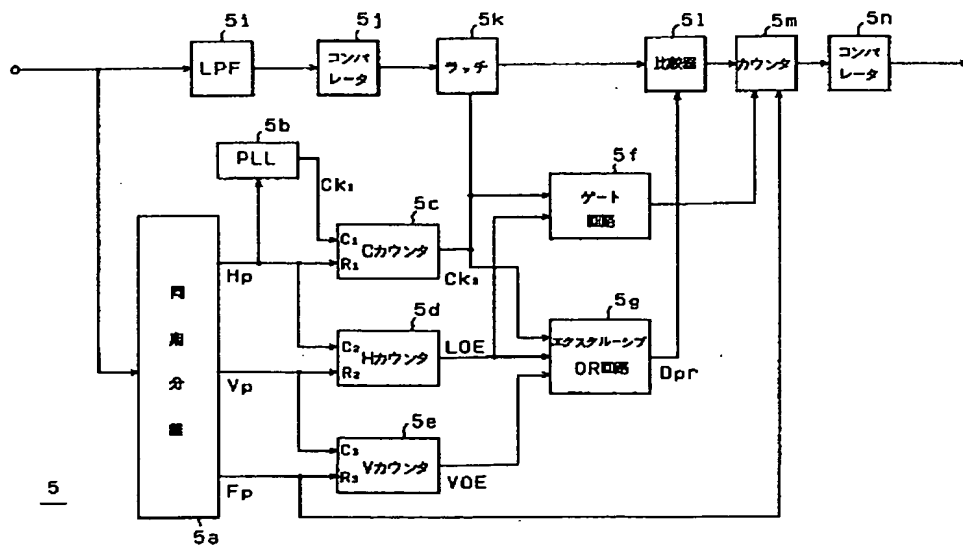 5i
LPF
5j
コンパ
レータ
5k
ラッチ
5l
比較器
5m
カウンタ
5n
コンパ
レータ
5b
PLL
Ck₁
5c
C₁
R₁
Cカウンタ
Ck₂
5f
ゲート
回路
同
期
分
離
5a
Hp
Vp
Fp
5d
C₂
R₂
Hカウンタ
LOE
5g
エクスクルーシブ
OR回路
Dpr
5e
C₃
R₃
Vカウンタ
VOE
5